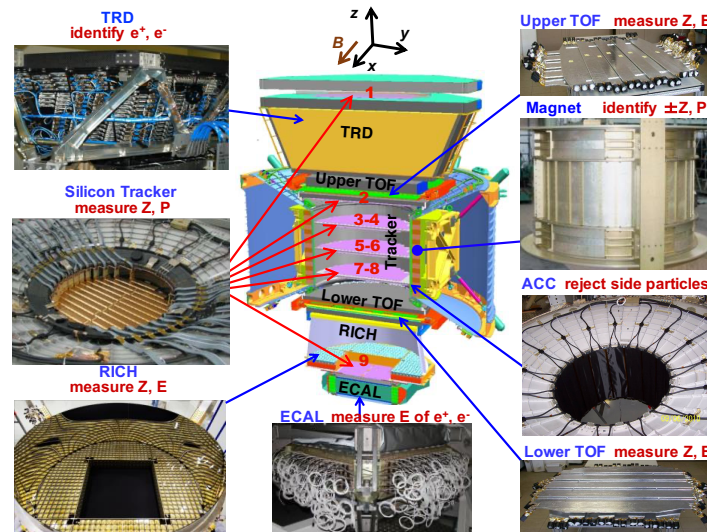 TRD
identify e⁺, e⁻
z
y
x
B
Upper TOF measure Z, E
Magnet identify ±Z, P
Silicon Tracker
measure Z, P
1
TRD
Upper TOF
2
3-4
5-6
7-8
Tracker
Lower TOF
RICH
9
ECAL
ACC reject side particles
RICH
measure Z, E
ECAL measure E of e⁺, e⁻
Lower TOF measure Z, E